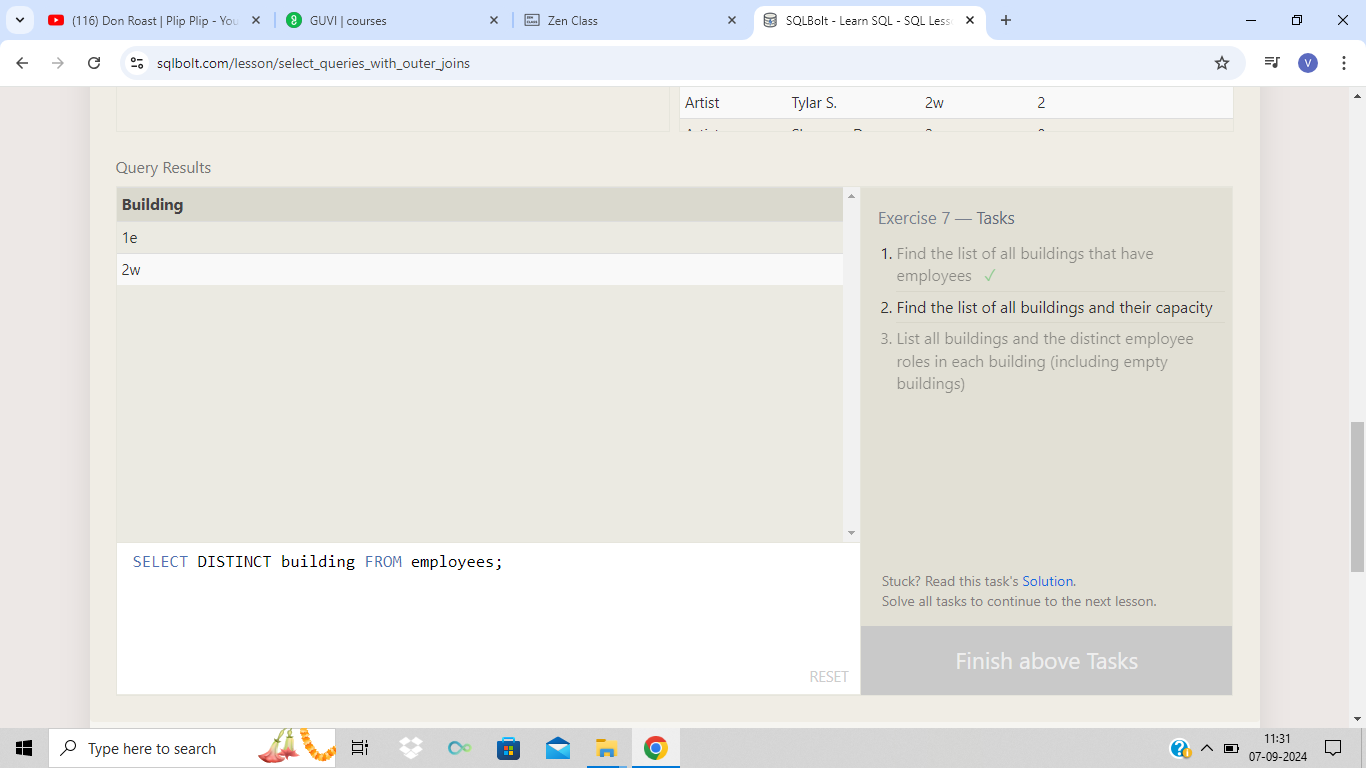 (116) Don Roast | Plip Plip - You
GUVI | courses
Zen Class
SQLBolt - Learn SQL - SQL Less
sqlbolt.com/lesson/select_queries_with_outer_joins
V
Artist Tylar S. 2w 2
Query Results
Building
1e
2w
Exercise 7 — Tasks
1. Find the list of all buildings that have
employees ✓
2. Find the list of all buildings and their capacity
3. List all buildings and the distinct employee
roles in each building (including empty
buildings)
SELECT DISTINCT building FROM employees;
RESET
Stuck? Read this task's Solution.
Solve all tasks to continue to the next lesson.
Finish above Tasks
Type here to search
11:31
07-09-2024